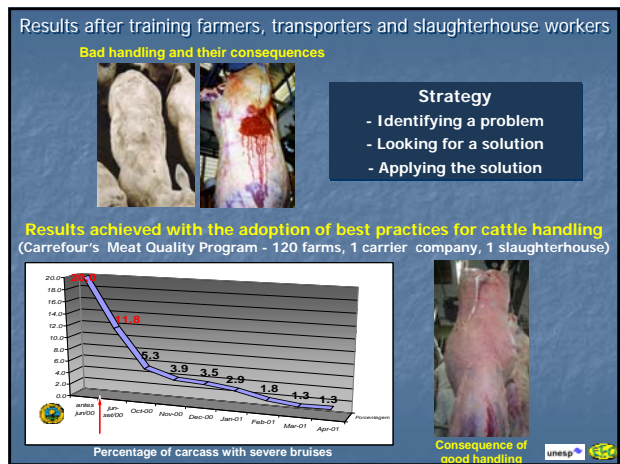 Results after training farmers, transporters and slaughterhouse workers
Bad handling and their consequences
Strategy
- Identifying a problem
- Looking for a solution
- Applying the solution
Results achieved with the adoption of best practices for cattle handling
(Carrefour's Meat Quality Program - 120 farms, 1 carrier company, 1 slaughterhouse)
20.0
18.0
16.0
14.0
12.0
10.0
8.0
6.0
4.0
2.0
0.0
20.0
11.8
5.3
3.9
3.5
2.9
1.8
1.3
1.3
antes jun/00
jun-set/00
Oct-00
Nov-00
Dec-00
Jan-01
Feb-01
Mar-01
Apr-01
Porcentagem
Percentage of carcass with severe bruises
Consequence of
good handling
unesp